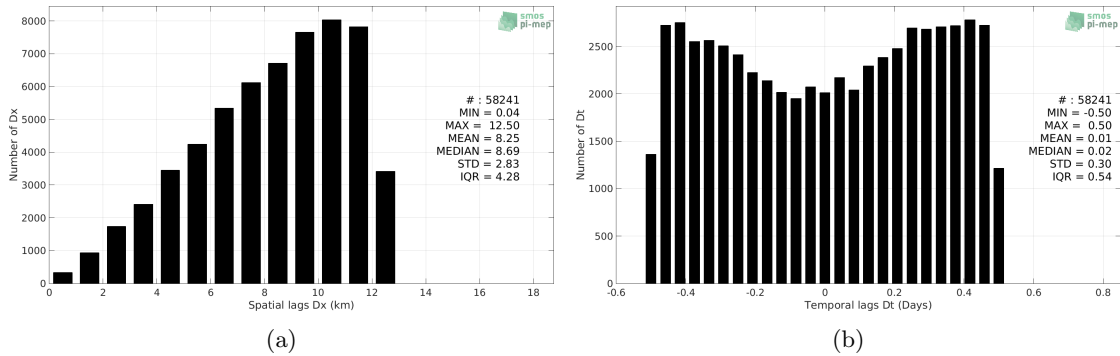 smos
pi-mep
8000
7000
6000
5000
4000
3000
2000
1000
0
Number of Dx
# : 58241
MIN = 0.04
MAX = 12.50
MEAN = 8.25
MEDIAN = 8.69
STD = 2.83
IQR = 4.28
0 2 4 6 8 10 12 14 16 18
Spatial lags Dx (km)
(a)
smos
pi-mep
2500
2000
1500
1000
500
0
Number of Dt
# : 58241
MIN = -0.50
MAX = 0.50
MEAN = 0.01
MEDIAN = 0.02
STD = 0.30
IQR = 0.54
-0.6 -0.4 -0.2 0 0.2 0.4 0.6 0.8
Temporal lags Dt (Days)
(b)